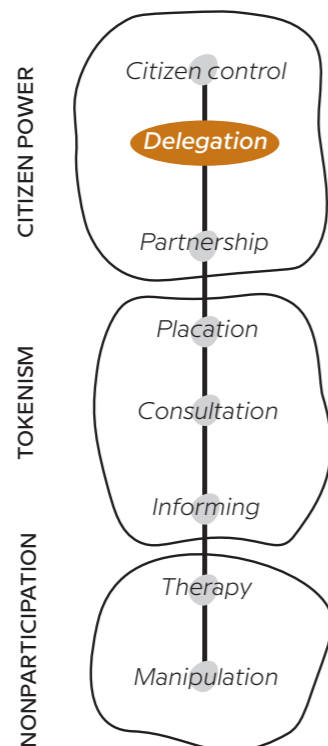 CITIZEN POWER
Citizen control
Delegation
Partnership
TOKENISM
Placation
Consultation
Informing
NONPARTICIPATION
Therapy
Manipulation